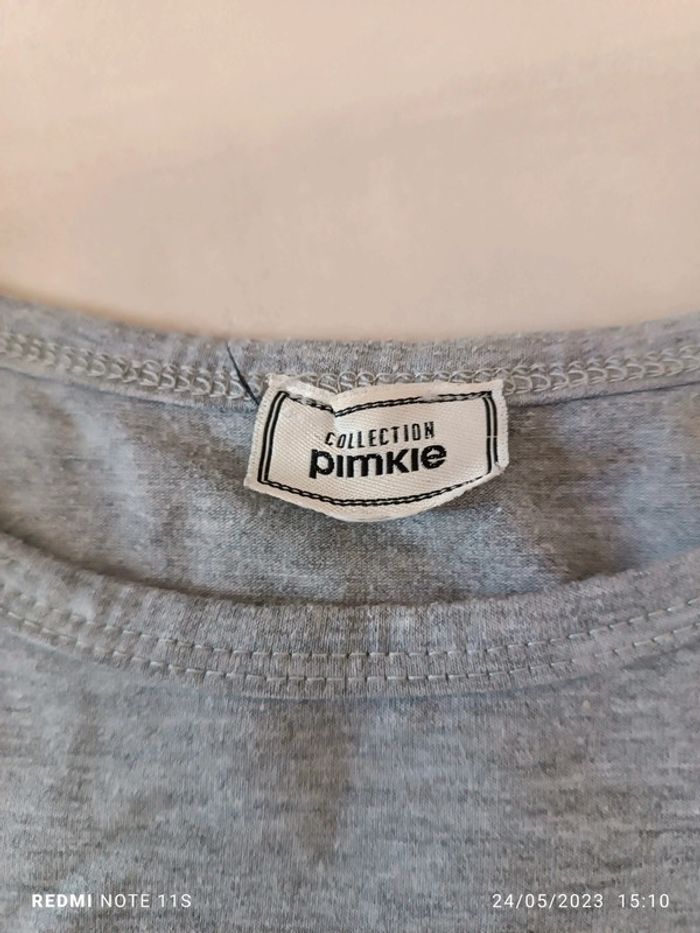 COLLECTION
pimkie
REDMI NOTE 11S
24/05/2023 15:10